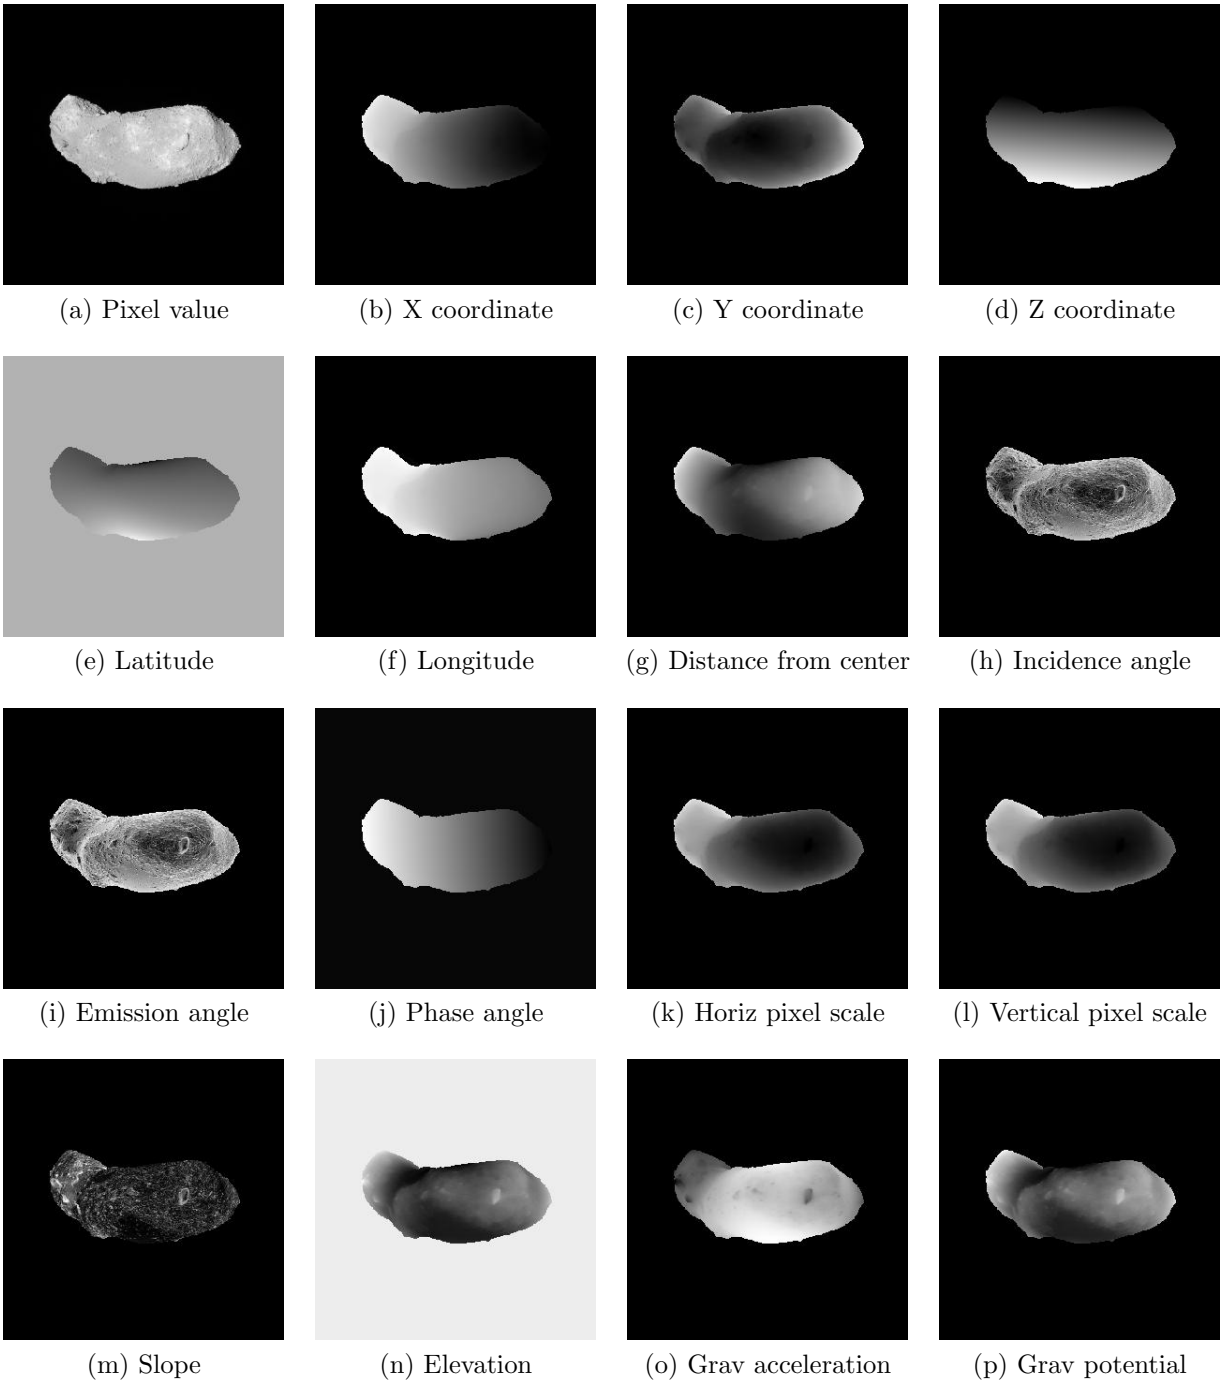 (a) Pixel value
(b) X coordinate
(c) Y coordinate
(d) Z coordinate
(e) Latitude
(f) Longitude
(g) Distance from center
(h) Incidence angle
(i) Emission angle
(j) Phase angle
(k) Horiz pixel scale
(l) Vertical pixel scale
(m) Slope
(n) Elevation
(o) Grav acceleration
(p) Grav potential